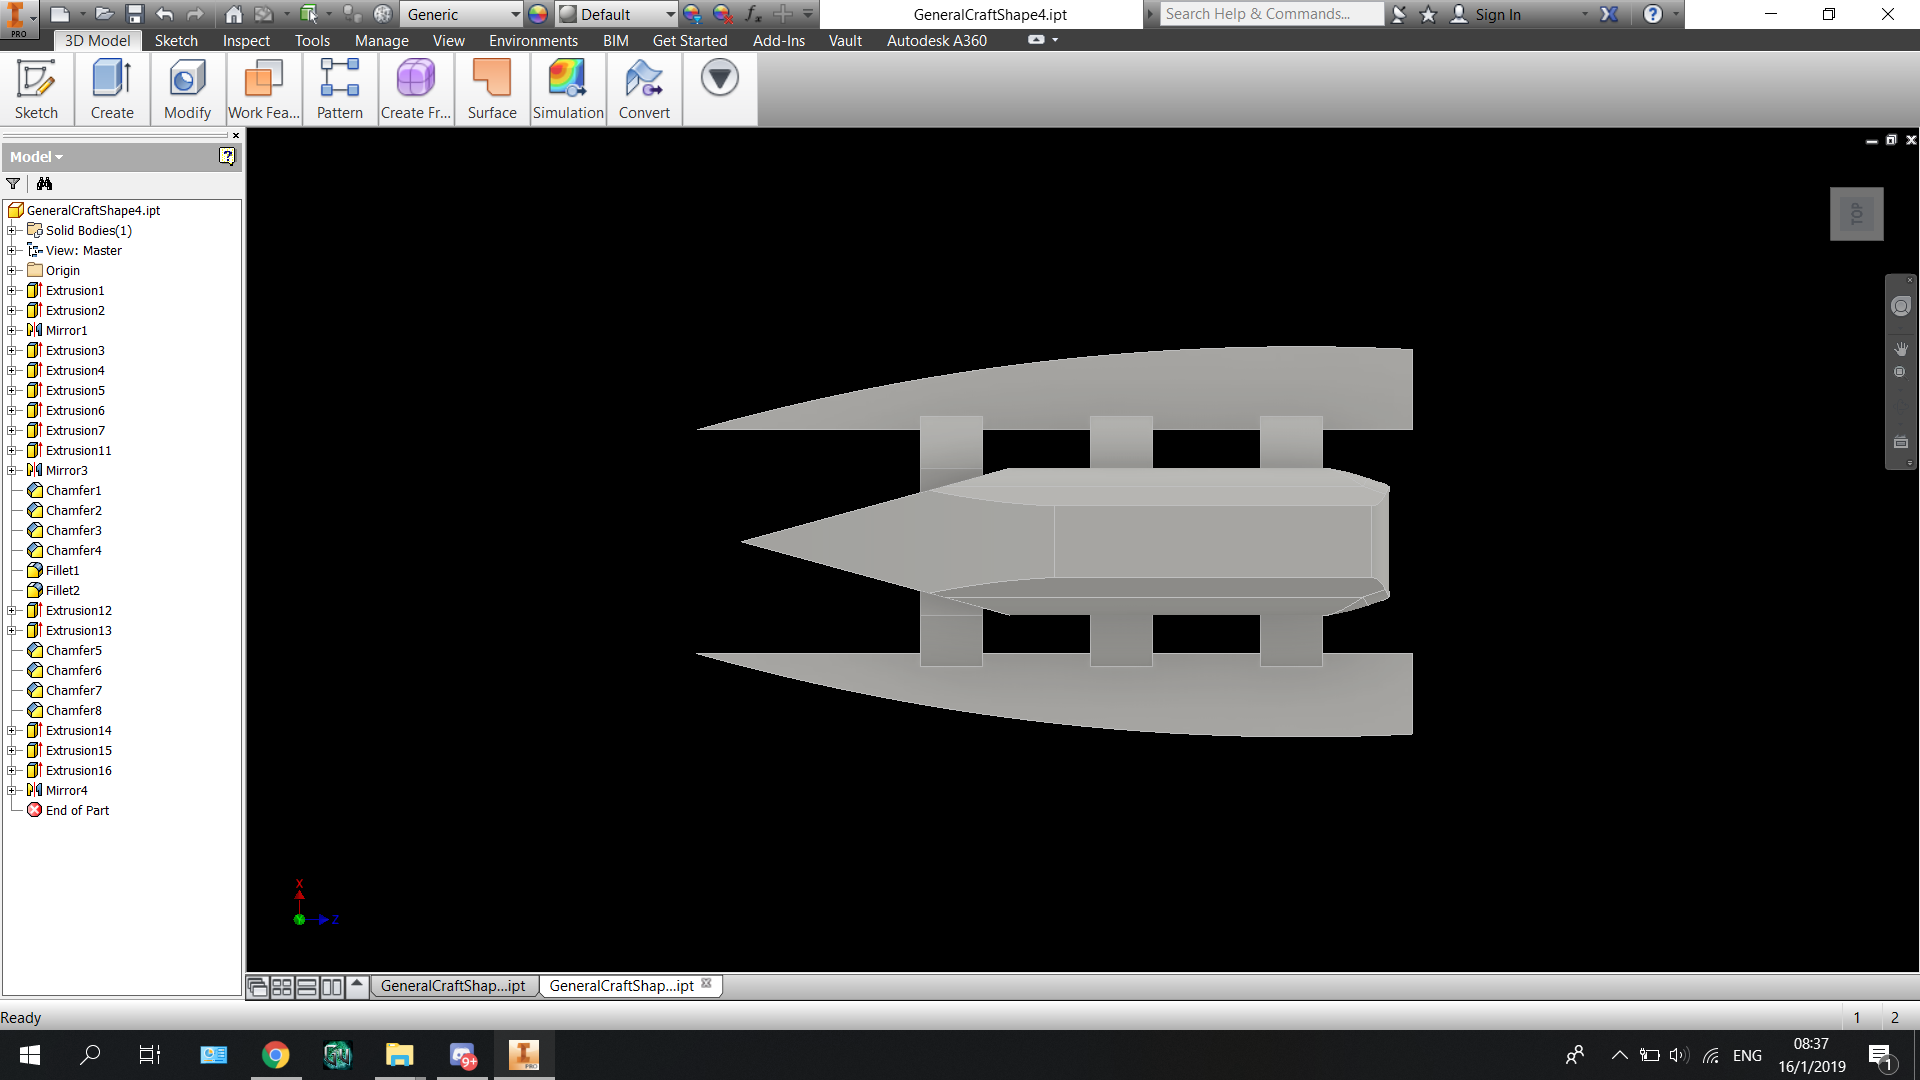 Generic
Default
GeneralCraftShape4.ipt
Search Help & Commands...
Sign In
PRO
3D Model Sketch Inspect Tools Manage View Environments BIM Get Started Add-Ins Vault Autodesk A360
Sketch Create Modify Work Fea... Pattern Create Fr... Surface Simulation Convert
Model
GeneralCraftShape4.ipt
Solid Bodies(1)
View: Master
Origin
Extrusion1
Extrusion2
Mirror1
Extrusion3
Extrusion4
Extrusion5
Extrusion6
Extrusion7
Extrusion11
Mirror3
Chamfer1
Chamfer2
Chamfer3
Chamfer4
Fillet1
Fillet2
Extrusion12
Extrusion13
Chamfer5
Chamfer6
Chamfer7
Chamfer8
Extrusion14
Extrusion15
Extrusion16
Mirror4
End of Part
TOP
X
Y
Z
GeneralCraftShap...ipt
GeneralCraftShap...ipt
Ready
1 2
9+
PRO
ENG
08:37
16/1/2019
1